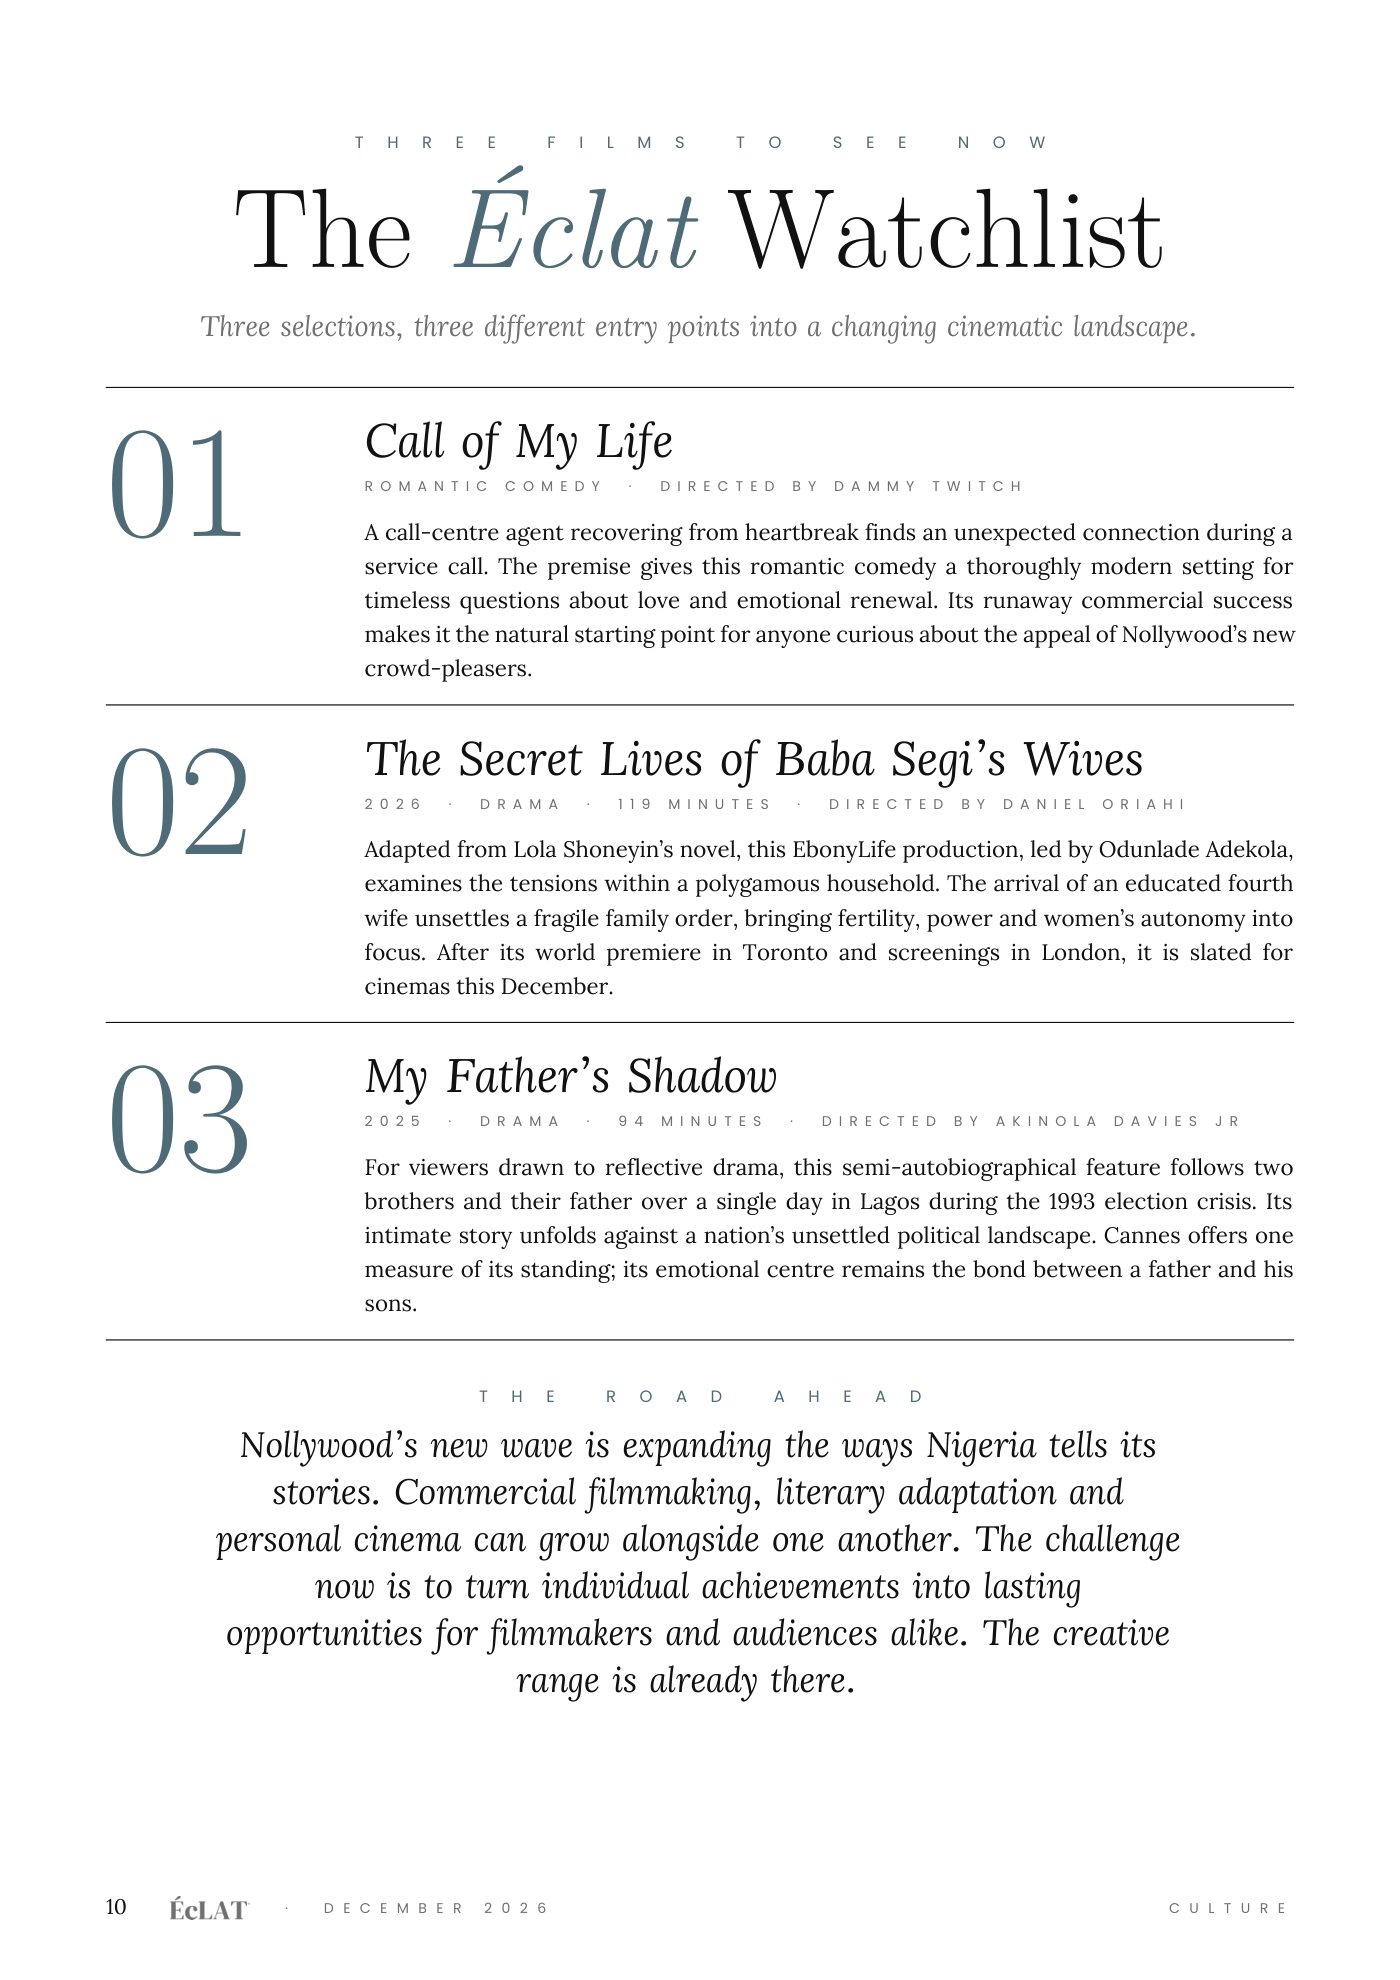 THREE FILMS TO SEE NOW
The Éclat Watchlist
Three selections, three different entry points into a changing cinematic landscape.
01
Call of My Life
ROMANTIC COMEDY · DIRECTED BY DAMMY TWITCH
A call-centre agent recovering from heartbreak finds an unexpected connection during a
service call. The premise gives this romantic comedy a thoroughly modern setting for
timeless questions about love and emotional renewal. Its runaway commercial success
makes it the natural starting point for anyone curious about the appeal of Nollywood’s new
crowd-pleasers.
02
The Secret Lives of Baba Segi’s Wives
2026 · DRAMA · 119 MINUTES · DIRECTED BY DANIEL ORIAHI
Adapted from Lola Shoneyin’s novel, this EbonyLife production, led by Odunlade Adekola,
examines the tensions within a polygamous household. The arrival of an educated fourth
wife unsettles a fragile family order, bringing fertility, power and women’s autonomy into
focus. After its world premiere in Toronto and screenings in London, it is slated for
cinemas this December.
03
My Father’s Shadow
2025 · DRAMA · 94 MINUTES · DIRECTED BY AKINOLA DAVIES JR
For viewers drawn to reflective drama, this semi-autobiographical feature follows two
brothers and their father over a single day in Lagos during the 1993 election crisis. Its
intimate story unfolds against a nation’s unsettled political landscape. Cannes offers one
measure of its standing; its emotional centre remains the bond between a father and his
sons.
THE ROAD AHEAD
Nollywood’s new wave is expanding the ways Nigeria tells its
stories. Commercial filmmaking, literary adaptation and
personal cinema can grow alongside one another. The challenge
now is to turn individual achievements into lasting
opportunities for filmmakers and audiences alike. The creative
range is already there.
10 ÉcLAT · DECEMBER 2026 CULTURE